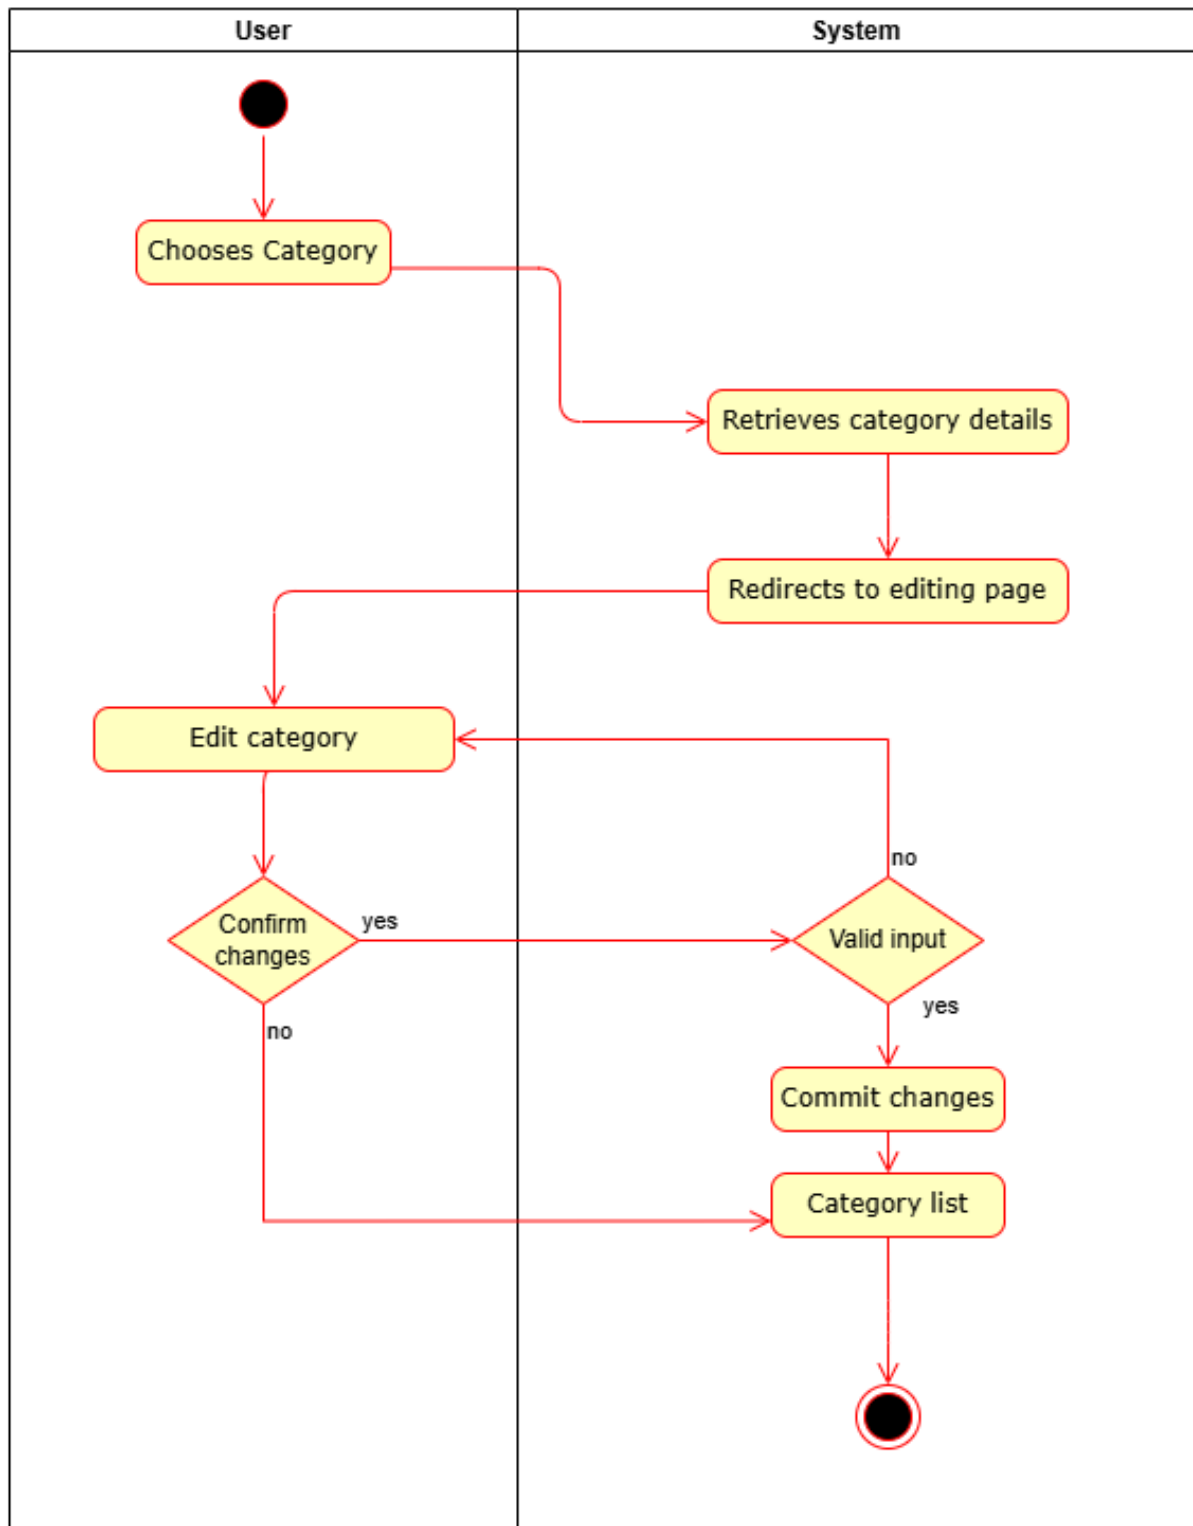 User
System
Chooses Category
Retrieves category details
Redirects to editing page
Edit category
no
Confirm
changes
yes
Valid input
no
yes
Commit changes
Category list